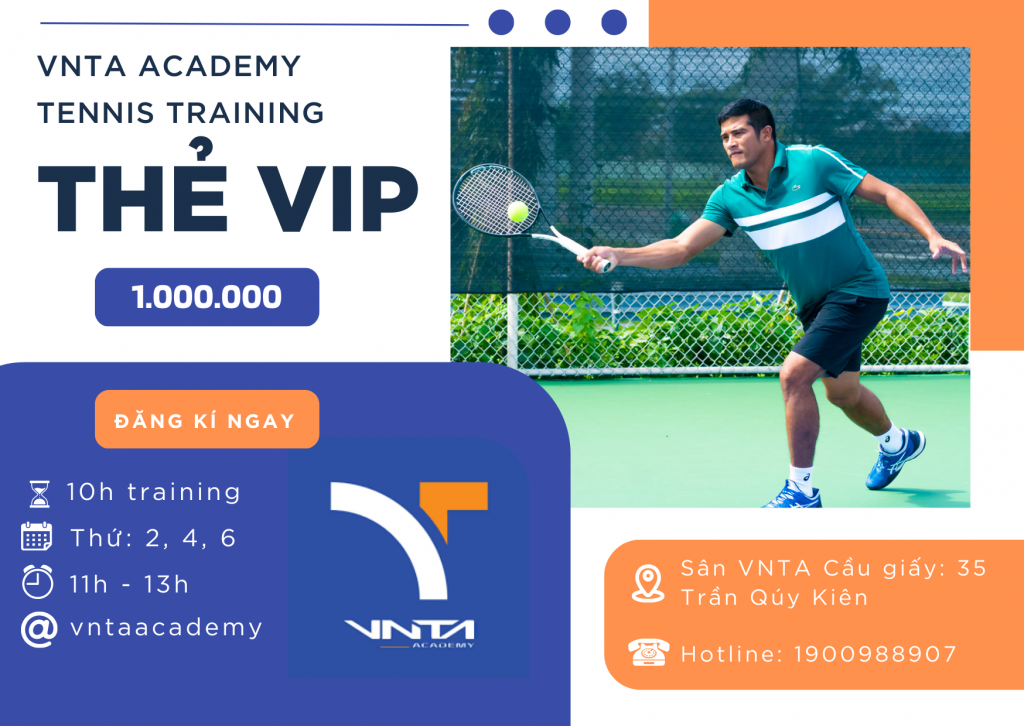 VNTA ACADEMY
TENNIS TRAINING
THẺ VIP
1.000.000
ĐĂNG KÍ NGAY
10h training
Thứ: 2, 4, 6
11h - 13h
@ vntaacademy
VNTA
ACADEMY
Sân VNTA Cầu giấy: 35
Trần Qúy Kiên
Hotline: 1900988907